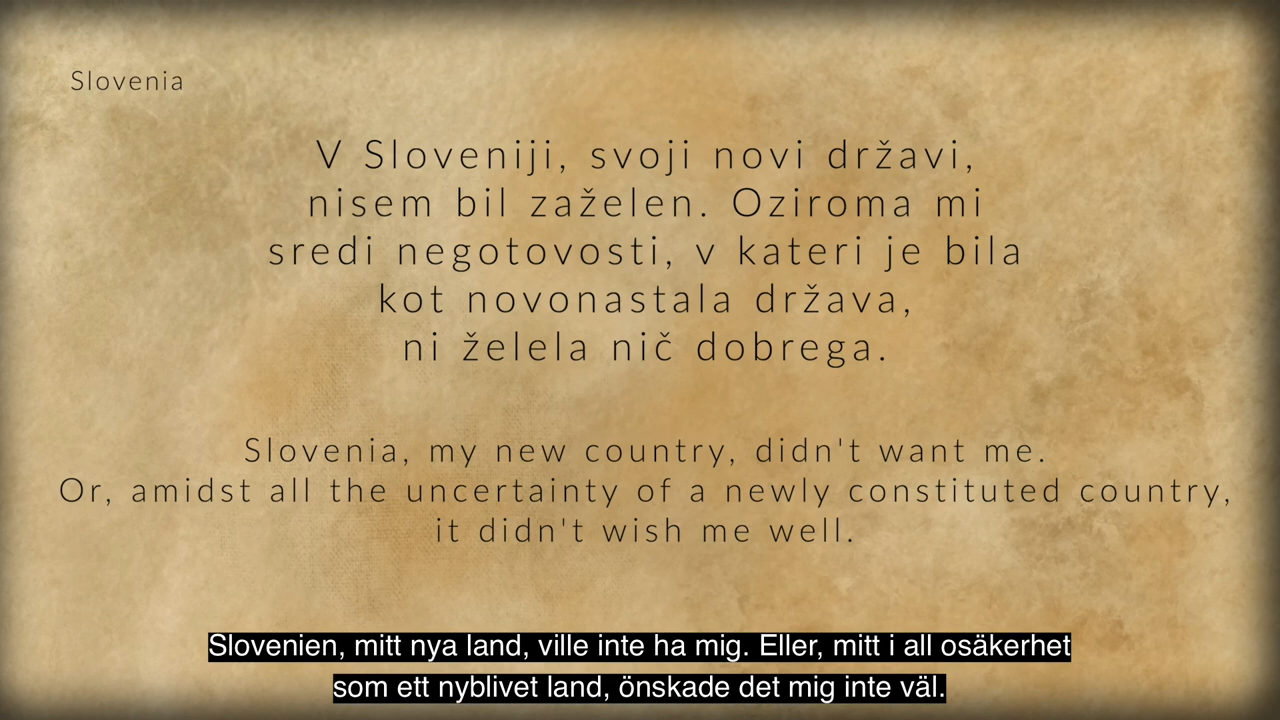 Slovenia
V Sloveniji, svoji novi državi,
nisem bil zaželen. Oziroma mi
sredi negotovosti, v kateri je bila
kot novonastala država,
ni želela nič dobrega.
Slovenia, my new country, didn't want me.
Or, amidst all the uncertainty of a newly constituted country,
it didn't wish me well.
Slovenien, mitt nya land, ville inte ha mig. Eller, mitt i all osäkerhet
som ett nyblivet land, önskade det mig inte väl.